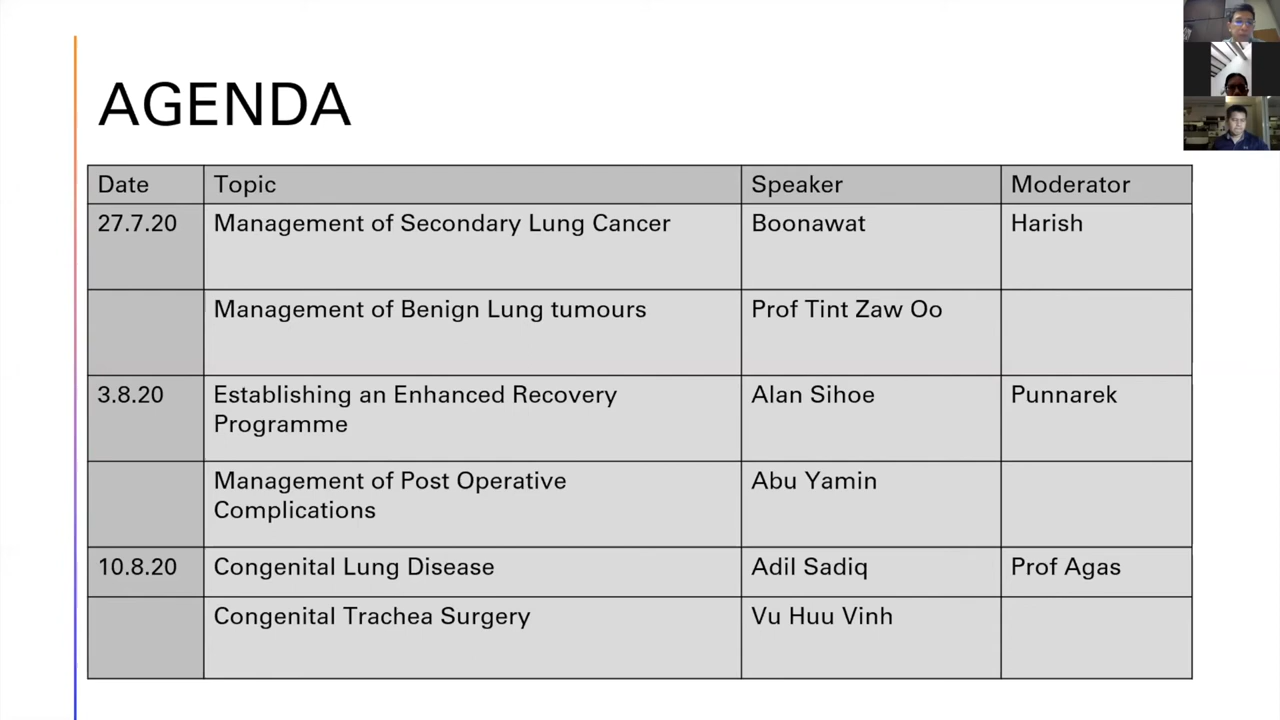 AGENDA
Date Topic Speaker Moderator
27.7.20 Management of Secondary Lung Cancer Boonawat Harish
Management of Benign Lung tumours Prof Tint Zaw Oo
3.8.20 Establishing an Enhanced Recovery Alan Sihoe Punnarek
Programme
Management of Post Operative Abu Yamin
Complications
10.8.20 Congenital Lung Disease Adil Sadiq Prof Agas
Congenital Trachea Surgery Vu Huu Vinh